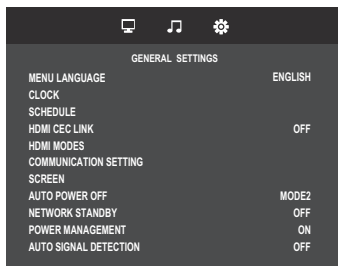 GENERAL SETTINGS
MENU LANGUAGE ENGLISH
CLOCK
SCHEDULE
HDMI CEC LINK OFF
HDMI MODES
COMMUNICATION SETTING
SCREEN
AUTO POWER OFF MODE2
NETWORK STANDBY OFF
POWER MANAGEMENT ON
AUTO SIGNAL DETECTION OFF